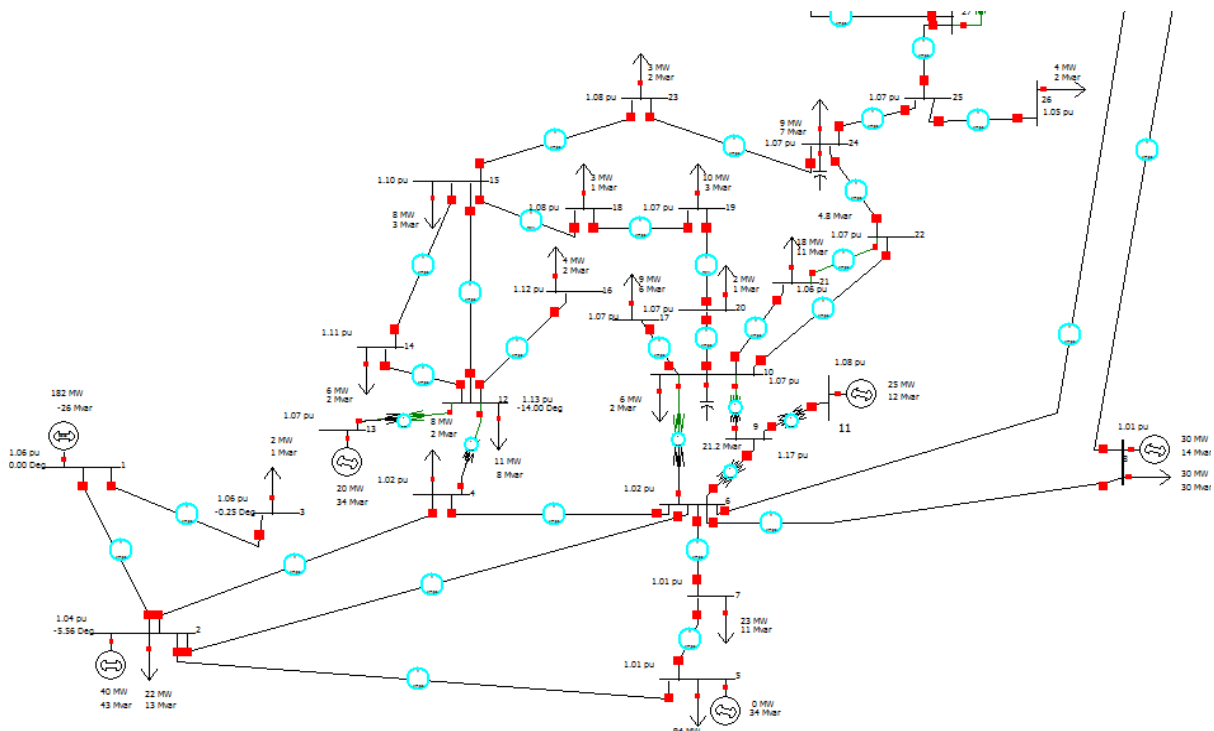 27
3 MW
2 Mvar
1.08 pu
23
1.07 pu
25
4 MW
2 Mvar
26
1.05 pu
9 MW
7 Mvar
24
1.07 pu
1.10 pu
15
8 MW
3 Mvar
3 MW
1 Mvar
1.08 pu
18
10 MW
3 Mvar
1.07 pu
19
4.8 Mvar
1.07 pu
22
18 MW
11 Mvar
1.06 pu
21
4 MW
2 Mvar
1.12 pu
16
9 MW
6 Mvar
1.07 pu
17
2 MW
1 Mvar
1.07 pu
20
1.11 pu
14
6 MW
2 Mvar
10
1.07 pu
6 MW
2 Mvar
1.08 pu
25 MW
12 Mvar
11
12
1.13 pu
-14.00 Deg
8 MW
2 Mvar
11 MW
8 Mvar
1.07 pu
13
20 MW
34 Mvar
9
21.2 Mvar
1.17 pu
182 MW
-26 Mvar
1.06 pu
0.00 Deg
1
2 MW
1 Mvar
1.06 pu
-0.25 Deg
3
1.02 pu
4
1.02 pu
6
1.01 pu
8
30 MW
14 Mvar
30 MW
30 Mvar
1.01 pu
7
23 MW
11 Mvar
1.04 pu
-5.56 Deg
2
40 MW
43 Mvar
22 MW
13 Mvar
1.01 pu
5
0 MW
34 Mvar